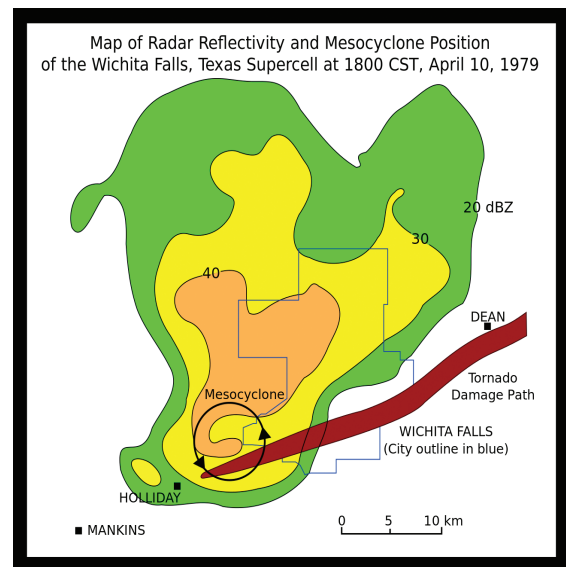 Map of Radar Reflectivity and Mesocyclone Position
of the Wichita Falls, Texas Supercell at 1800 CST, April 10, 1979
20 dBZ
30
40
DEAN
Tornado
Damage Path
Mesocyclone
WICHITA FALLS
(City outline in blue)
HOLLIDAY
MANKINS
0 5 10 km